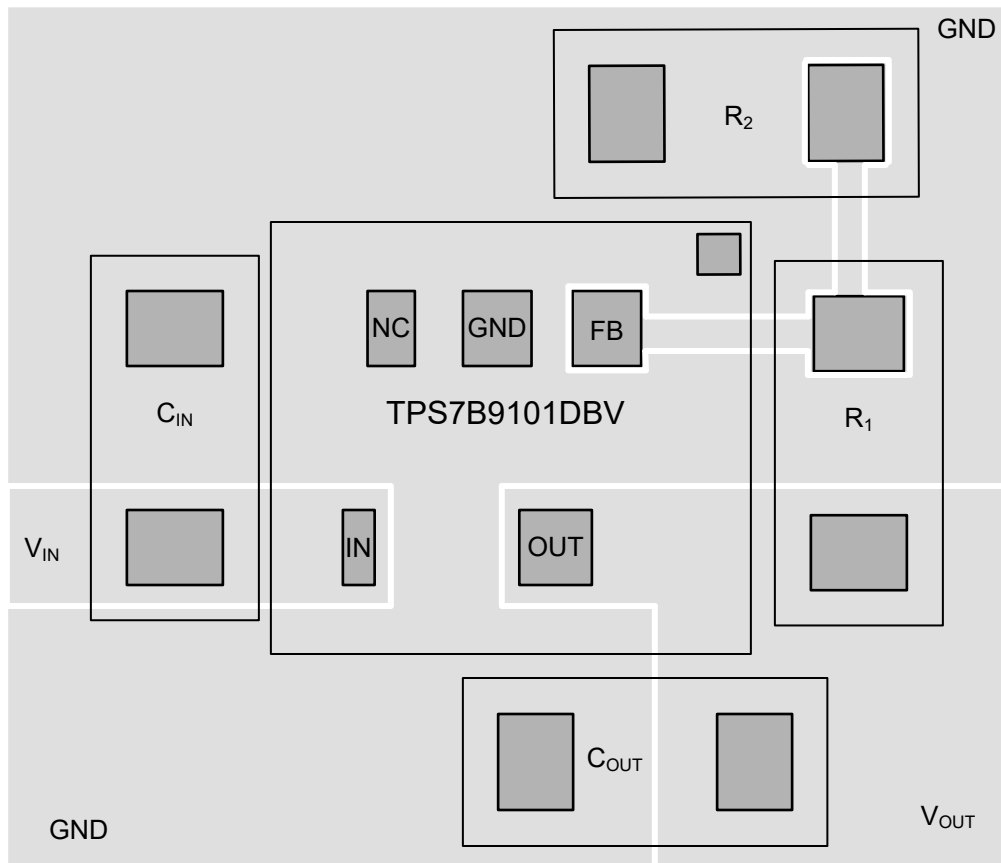 GND
R2
NC
GND
FB
CIN
TPS7B9101DBV
R1
VIN
IN
OUT
COUT
GND
VOUT